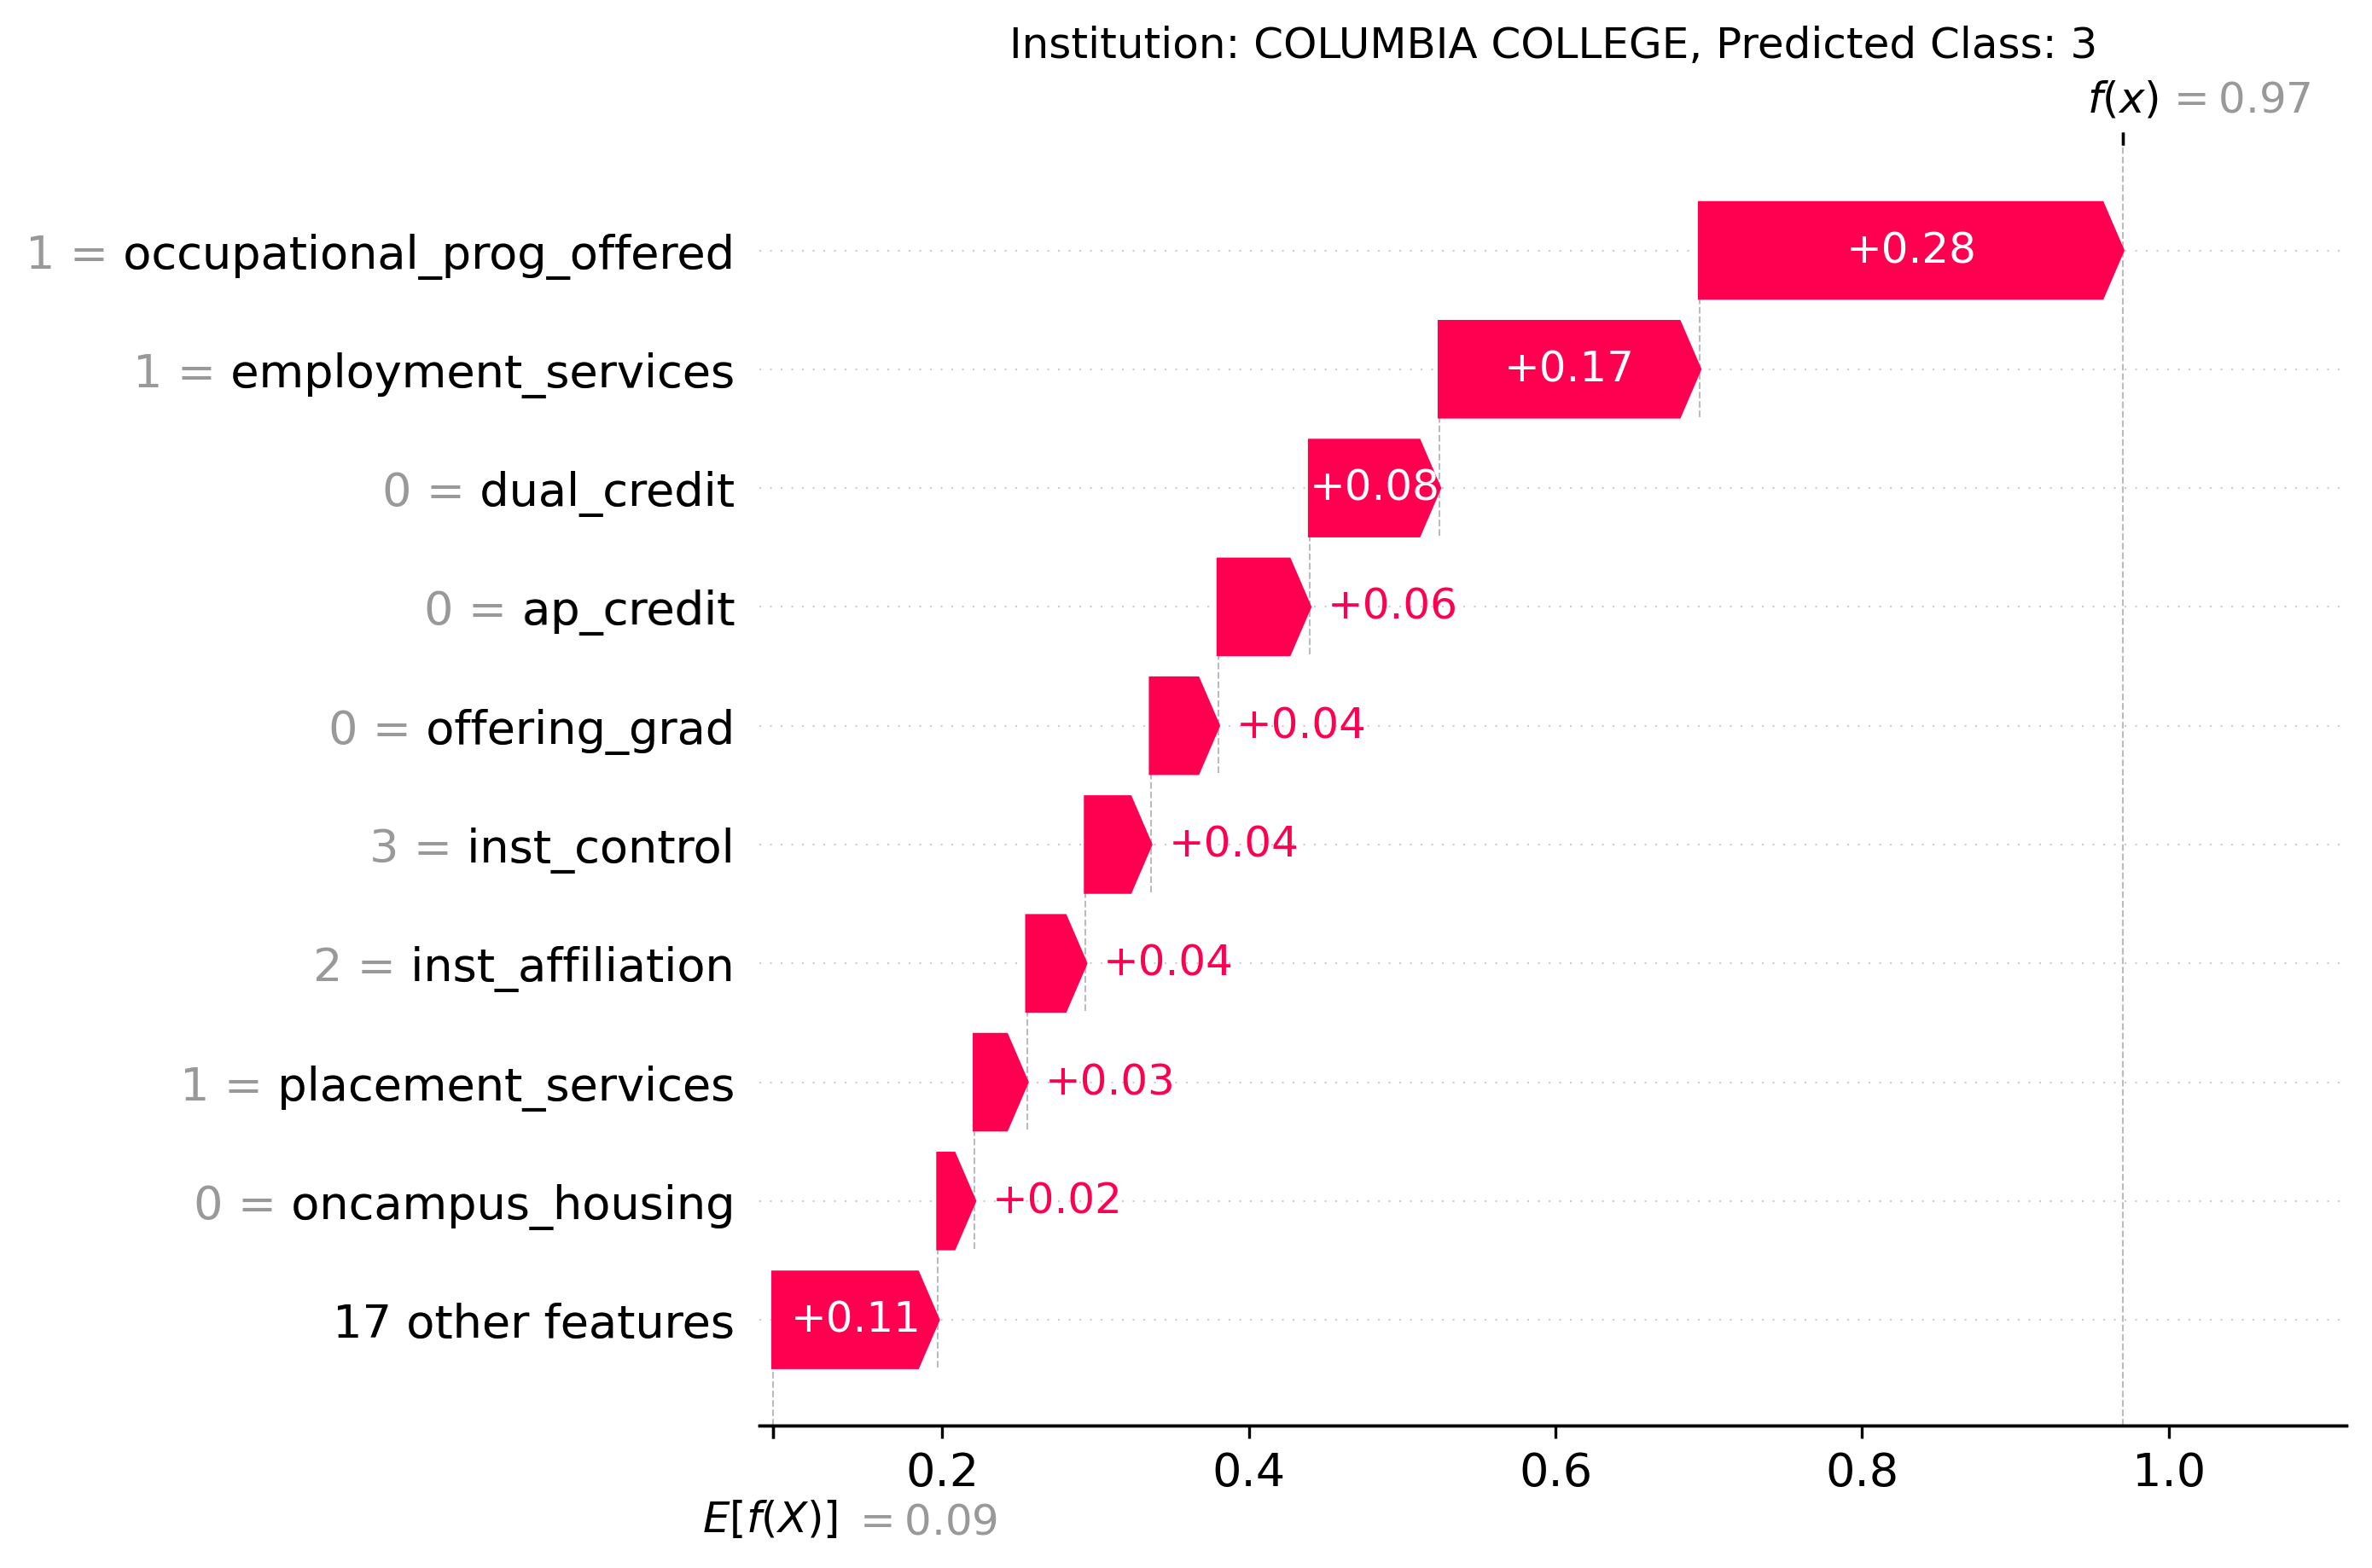 Institution: COLUMBIA COLLEGE, Predicted Class: 3
f(x) = 0.97
1 = occupational_prog_offered +0.28
1 = employment_services +0.17
0 = dual_credit +0.08
0 = ap_credit +0.06
0 = offering_grad +0.04
3 = inst_control +0.04
2 = inst_affiliation +0.04
1 = placement_services +0.03
0 = oncampus_housing +0.02
17 other features +0.11
0.2 0.4 0.6 0.8 1.0
E[f(X)] = 0.09